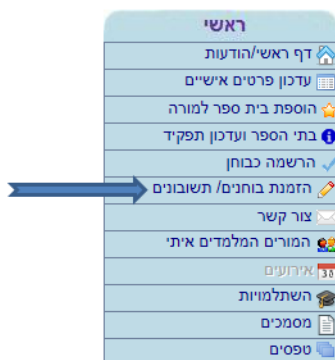 ראשי
דף ראשי/הודעות
עדכון פרטים אישיים
הוספת בית ספר למורה
בתי הספר ועדכון תפקיד
הרשמה כבוחן
הזמנת בוחנים/ תשובונים
צור קשר
המורים המלמדים איתי
אירועים
השתלמויות
מסמכים
טפסים